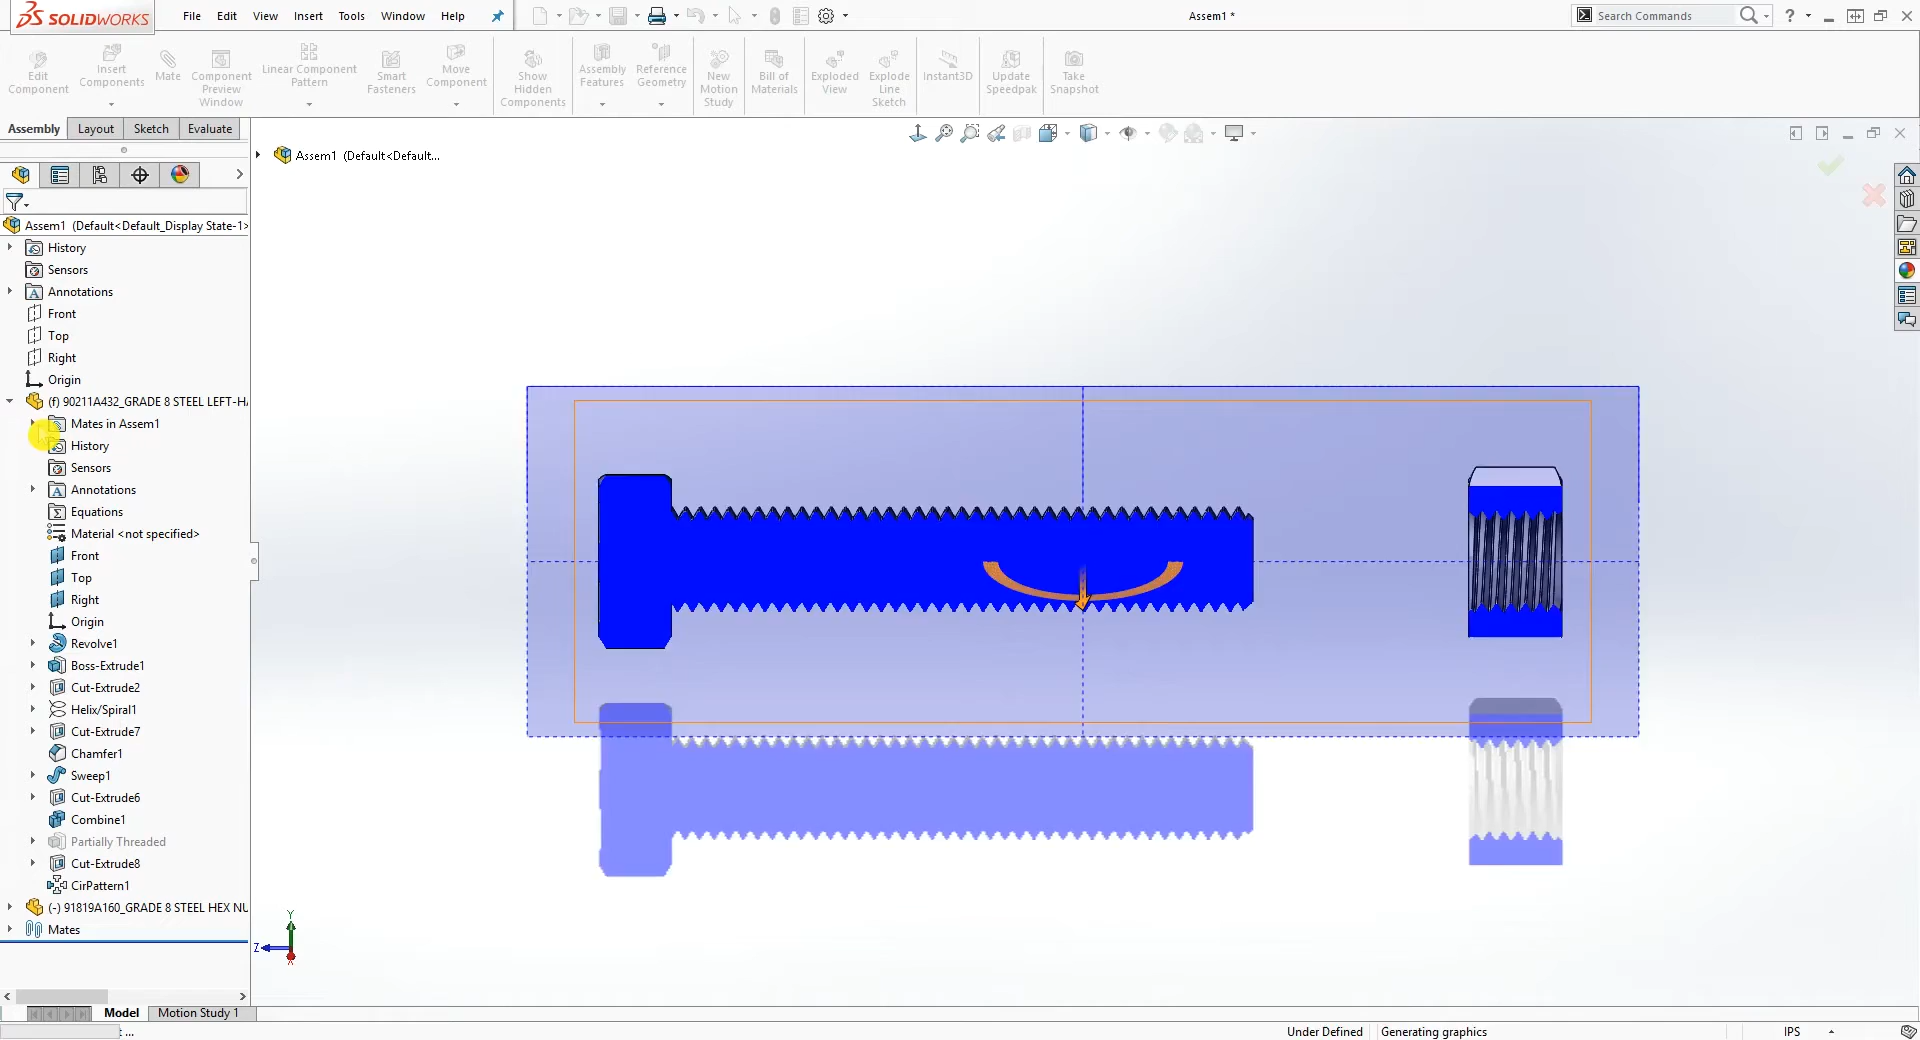 SOLIDWORKS File Edit View Insert Tools Window Help Assem1 * Search Commands ?
Edit Component
Insert Components
Mate
Component Preview Window
Linear Component Pattern
Smart Fasteners
Move Component
Show Hidden Components
Assembly Features
Reference Geometry
New Motion Study
Bill of Materials
Exploded View
Explode Line Sketch
Instant3D
Update Speedpak
Take Snapshot
Assembly Layout Sketch Evaluate
Assem1 (Default<Default...
Assem1 (Default<Default_Display State-1>
History
Sensors
Annotations
Front
Top
Right
Origin
(f) 90211A432_GRADE 8 STEEL LEFT-HA
Mates in Assem1
History
Sensors
Annotations
Equations
Material <not specified>
Front
Top
Right
Origin
Revolve1
Boss-Extrude1
Cut-Extrude2
Helix/Spiral1
Cut-Extrude7
Chamfer1
Sweep1
Cut-Extrude6
Combine1
Partially Threaded
Cut-Extrude8
CirPattern1
(-) 91819A160_GRADE 8 STEEL HEX NU
Mates
Y
Z
X
Model Motion Study 1
... Under Defined Generating graphics IPS